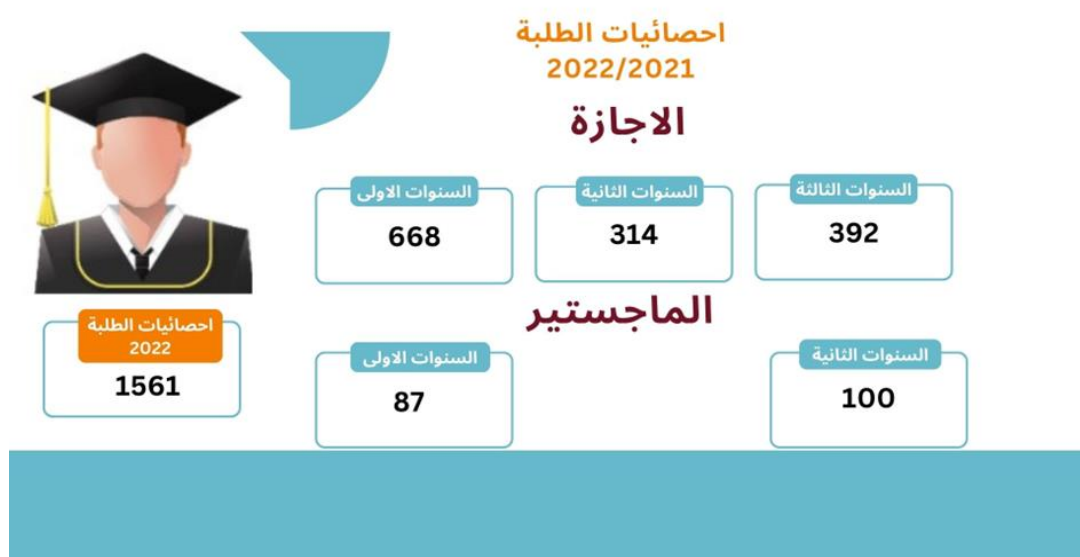 احصائيات الطلبة
2022/2021
الاجازة
السنوات الاولى
668
السنوات الثانية
314
السنوات الثالثة
392
الماجستير
السنوات الاولى
87
السنوات الثانية
100
احصائيات الطلبة
2022
1561